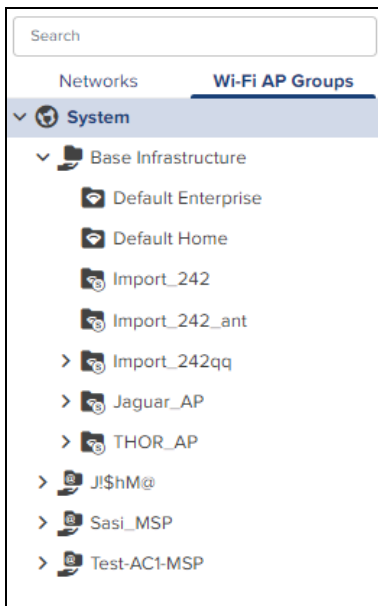 Search
Networks Wi-Fi AP Groups
System
Base Infrastructure
Default Enterprise
Default Home
Import_242
Import_242_ant
Import_242qq
Jaguar_AP
THOR_AP
J!$hM@
Sasi_MSP
Test-AC1-MSP